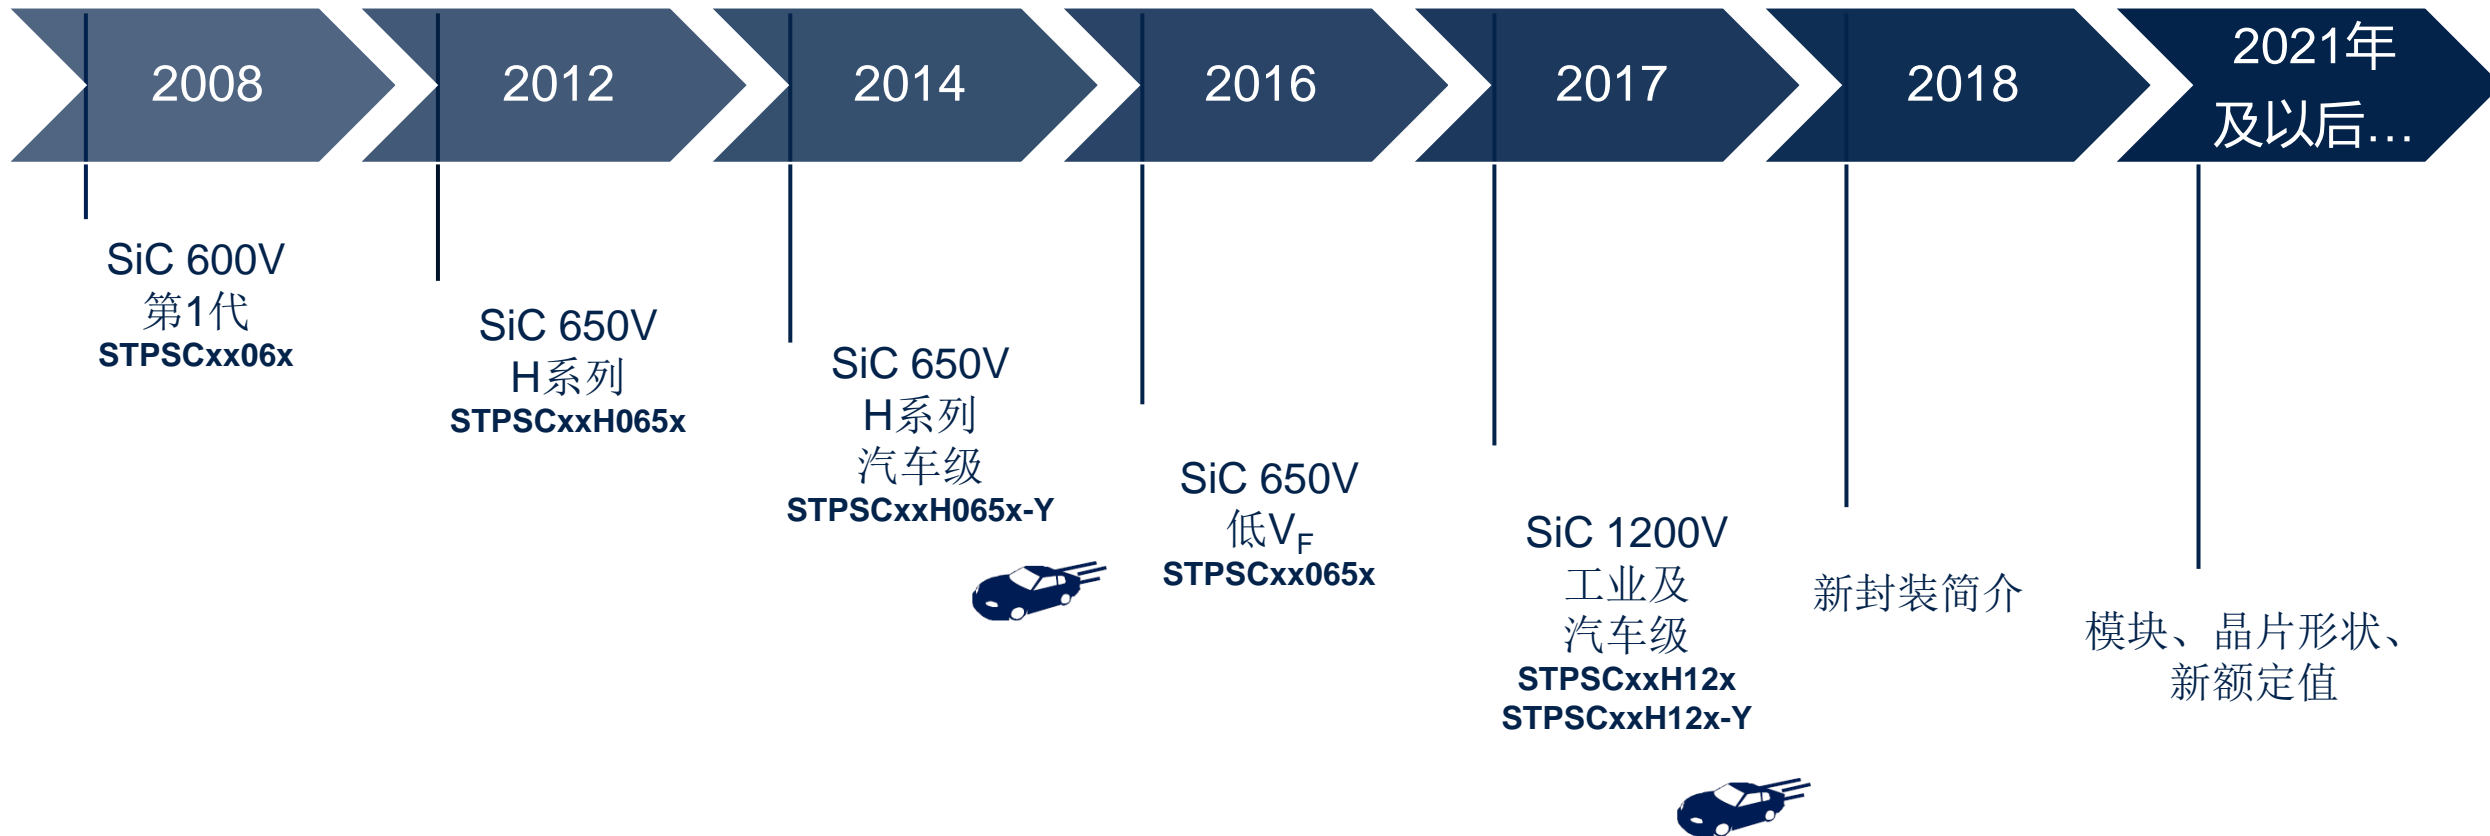 2008
2012
2014
2016
2017
2018
2021年
及以后…
SiC 600V
第1代
STPSCxx06x
SiC 650V
H系列
STPSCxxH065x
SiC 650V
H系列
汽车级
STPSCxxH065x-Y
SiC 650V
低VF
STPSCxx065x
SiC 1200V
工业及
汽车级
STPSCxxH12x
STPSCxxH12x-Y
新封装简介
模块、晶片形状、
新额定值